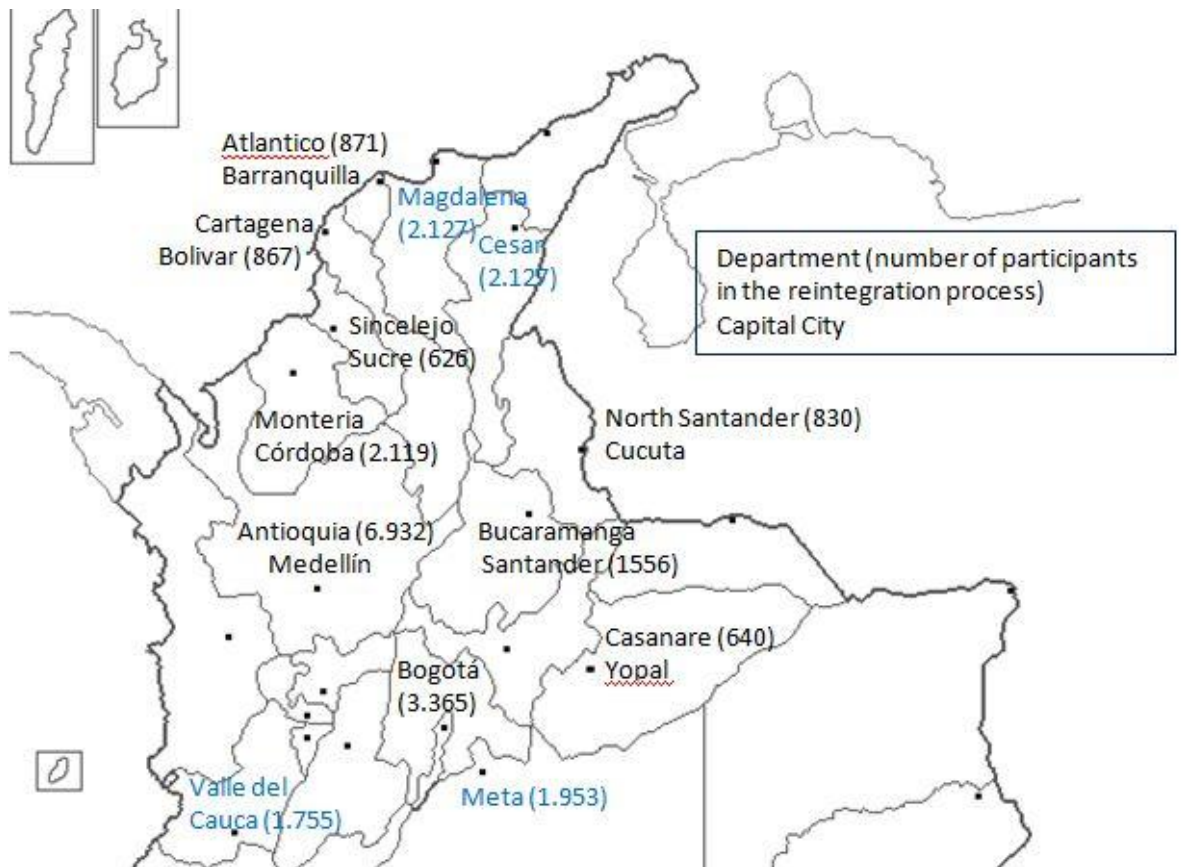 Atlantico (871)
Barranquilla
Magdalena
(2.127)
Cartagena
Bolivar (867)
Cesar
(2.127)
Department (number of participants
in the reintegration process)
Capital City
Sincelejo
Sucre (626)
Monteria
Córdoba (2.119)
North Santander (830)
Cucuta
Antioquia (6.932)
Medellín
Bucaramanga
Santander (1556)
Casanare (640)
Yopal
Bogotá
(3.365)
Valle del
Cauca (1.755)
Meta (1.953)